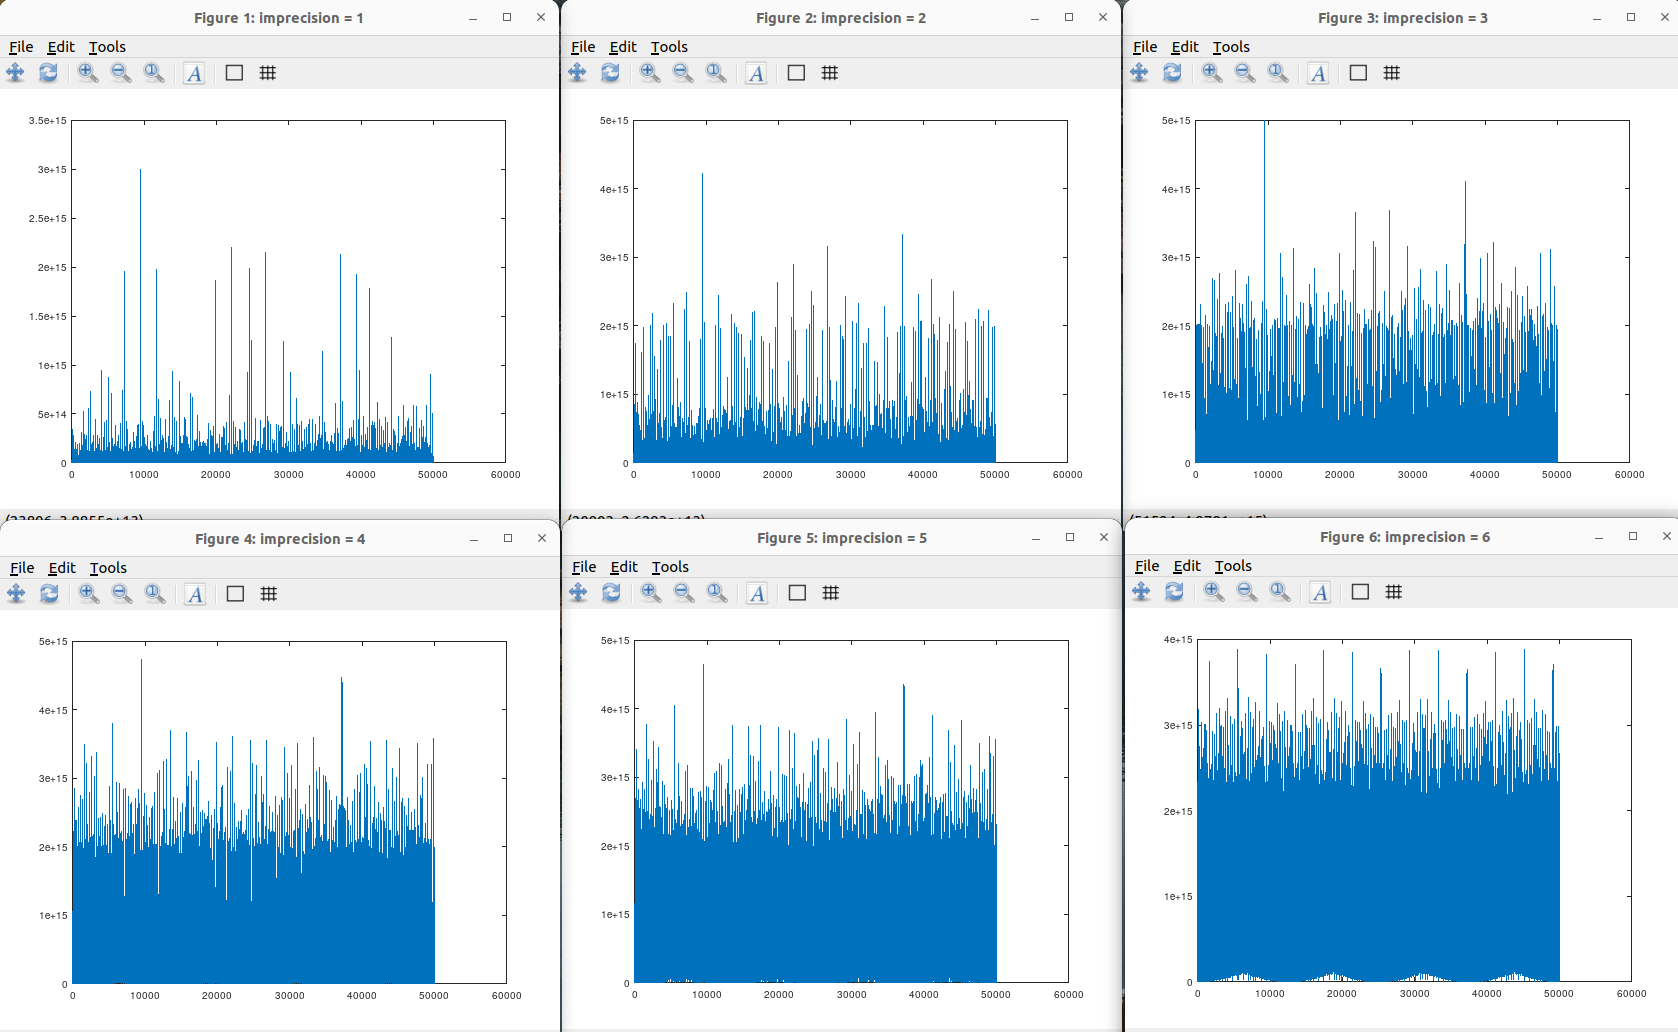 Figure 1: imprecision = 1
File Edit Tools
A
3.5e+15
3e+15
2.5e+15
2e+15
1.5e+15
1e+15
5e+14
0
0 10000 20000 30000 40000 50000 60000
Figure 2: imprecision = 2
File Edit Tools
A
5e+15
4e+15
3e+15
2e+15
1e+15
0
0 10000 20000 30000 40000 50000 60000
Figure 3: imprecision = 3
File Edit Tools
A
5e+15
4e+15
3e+15
2e+15
1e+15
0
0 10000 20000 30000 40000 50000 60000
Figure 4: imprecision = 4
File Edit Tools
A
5e+15
4e+15
3e+15
2e+15
1e+15
0
0 10000 20000 30000 40000 50000 60000
Figure 5: imprecision = 5
File Edit Tools
A
5e+15
4e+15
3e+15
2e+15
1e+15
0
0 10000 20000 30000 40000 50000 60000
Figure 6: imprecision = 6
File Edit Tools
A
4e+15
3e+15
2e+15
1e+15
0
0 10000 20000 30000 40000 50000 60000